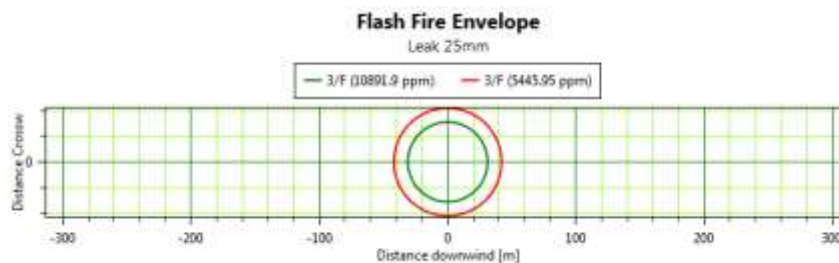 Flash Fire Envelope
Leak 25mm
3/F (10891.9 ppm) 3/F (5445.95 ppm)
Distance Crossw
0
-300 -200 -100 0 100 200 300
Distance downwind [m]